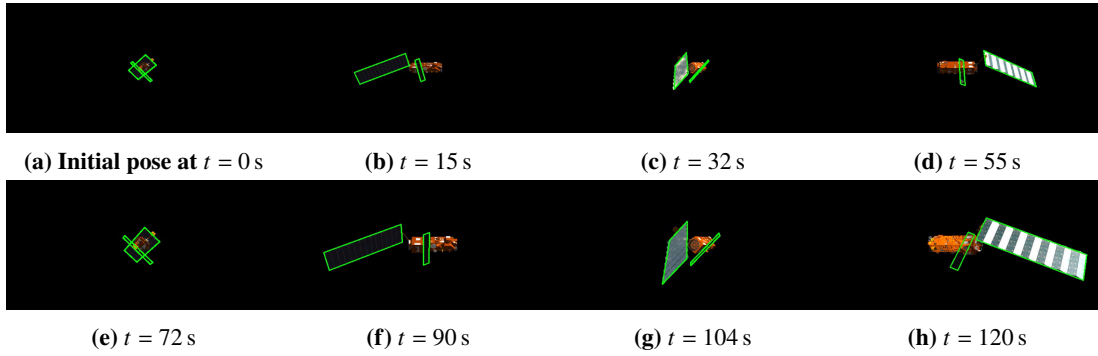 (a) Initial pose at t = 0 s
(b) t = 15 s
(c) t = 32 s
(d) t = 55 s
(e) t = 72 s
(f) t = 90 s
(g) t = 104 s
(h) t = 120 s